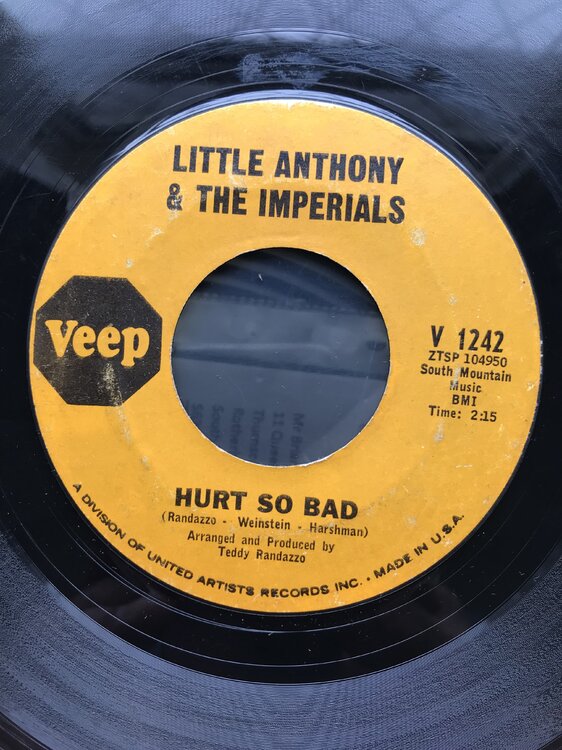 LITTLE ANTHONY
& THE IMPERIALS
Veep
V 1242
ZTSP 104950
South Mountain
Music
BMI
Time: 2:15
HURT SO BAD
(Randazzo - Weinstein - Harshman)
Arranged and Produced by
Teddy Randazzo
A DIVISION OF UNITED ARTISTS RECORDS INC. • MADE IN U.S.A.